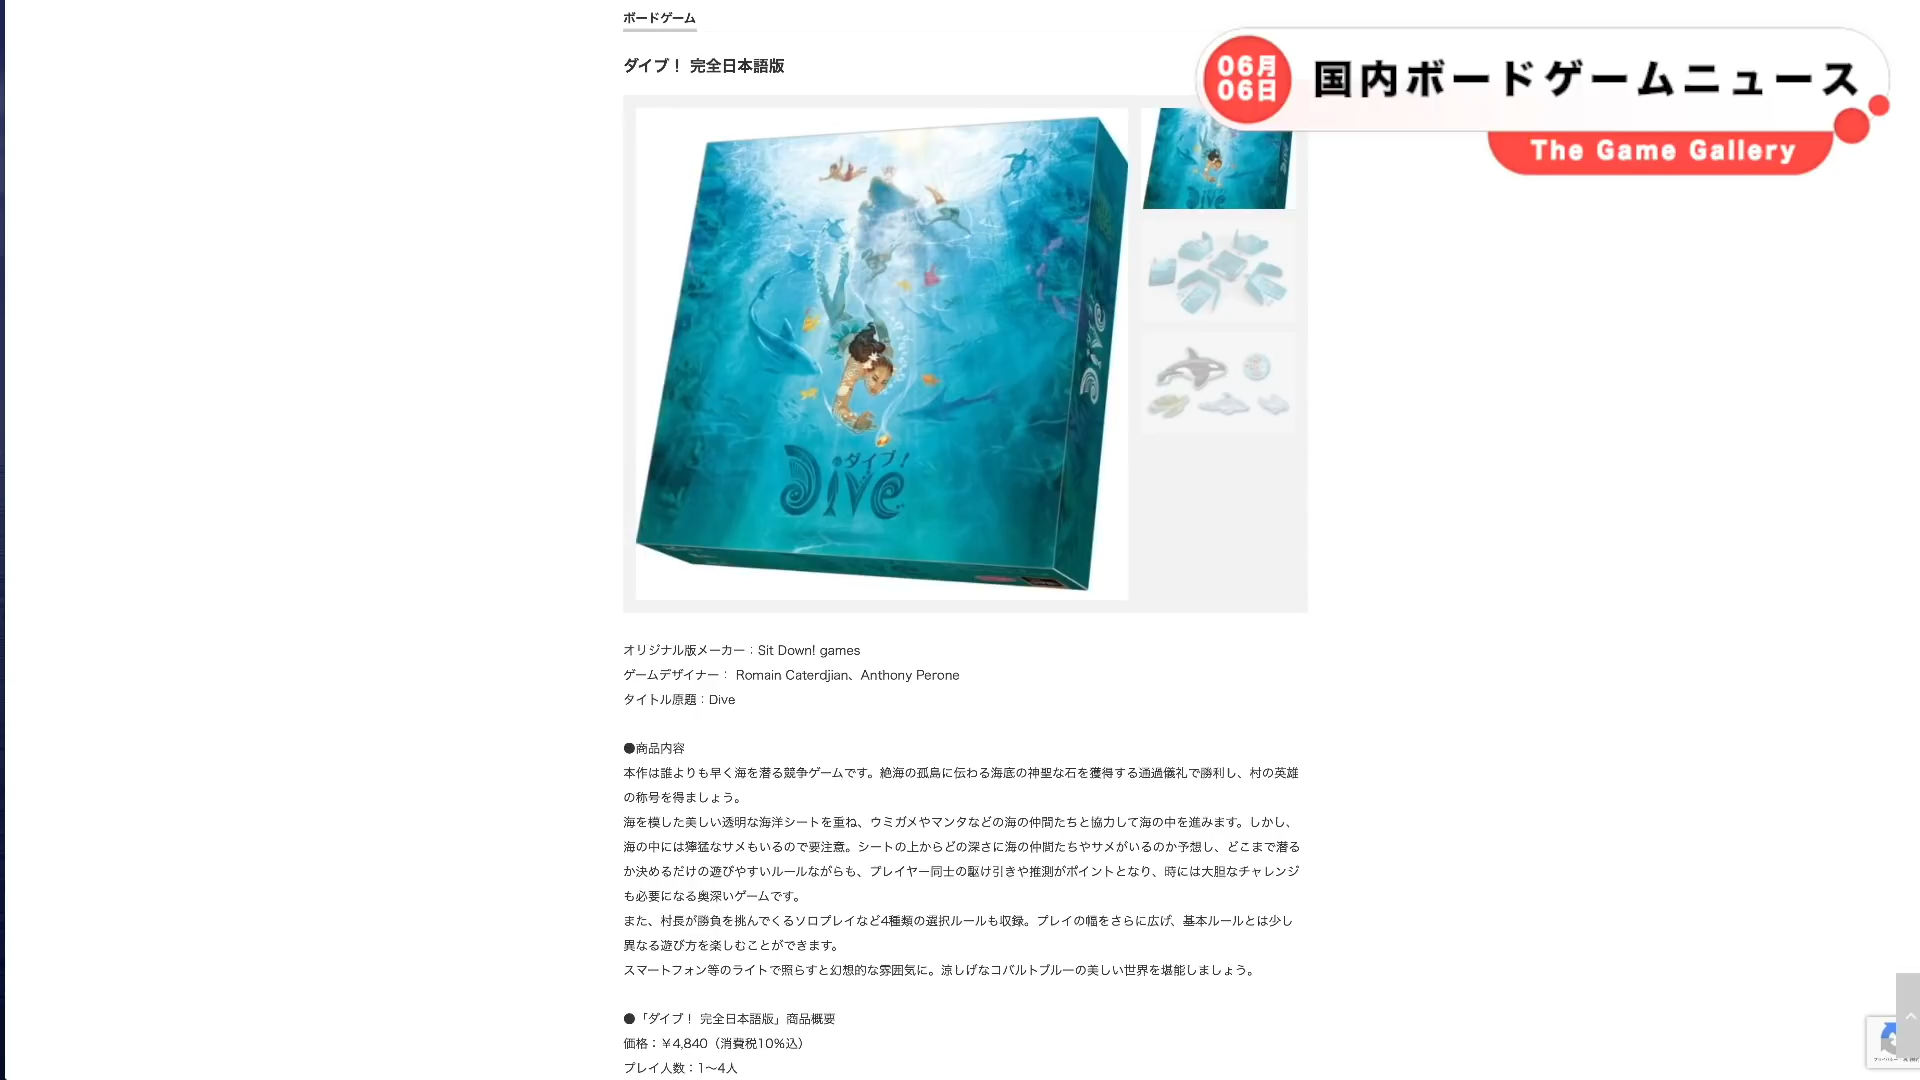 ボードゲーム
ダイブ！ 完全日本語版
06月
06日
国内ボードゲームニュース
The Game Gallery
ダイブ！
Dive
オリジナル版メーカー：Sit Down! games
ゲームデザイナー： Romain Caterdjian、Anthony Perone
タイトル原題：Dive
●商品内容
本作は誰よりも早く海を潜る競争ゲームです。絶海の孤島に伝わる海底の神聖な石を獲得する通過儀礼で勝利し、村の英雄
の称号を得ましょう。
海を模した美しい透明な海洋シートを重ね、ウミガメやマンタなどの海の仲間たちと協力して海の中を進みます。しかし、
海の中には獰猛なサメもいるので要注意。シートの上からどの深さに海の仲間たちやサメがいるのか予想し、どこまで潜る
か決めるだけの遊びやすいルールながらも、プレイヤー同士の駆け引きや推測がポイントとなり、時には大胆なチャレンジ
も必要になる奥深いゲームです。
また、村長が勝負を挑んでくるソロプレイなど4種類の選択ルールも収録。プレイの幅をさらに広げ、基本ルールとは少し
異なる遊び方を楽しむことができます。
スマートフォン等のライトで照らすと幻想的な雰囲気に。涼しげなコバルトブルーの美しい世界を堪能しましょう。
●「ダイブ！ 完全日本語版」商品概要
価格：￥4,840（消費税10%込）
プレイ人数：1〜4人